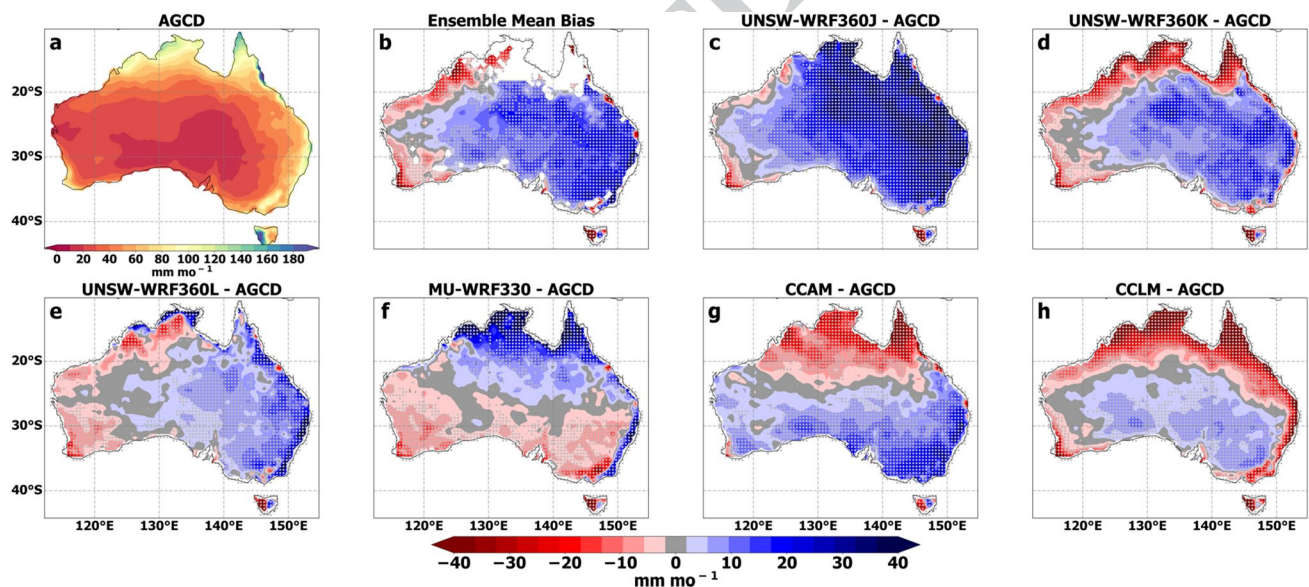 AGCD
Ensemble Mean Bias
UNSW-WRF360J - AGCD
UNSW-WRF360K - AGCD
a
b
c
d
20°S
30°S
40°S
0 20 40 60 80 100 120 140 160 180
mm mo⁻¹
UNSW-WRF360L - AGCD
MU-WRF330 - AGCD
CCAM - AGCD
CCLM - AGCD
e
f
g
h
20°S
30°S
40°S
120°E 130°E 140°E 150°E
120°E 130°E 140°E 150°E
120°E 130°E 140°E 150°E
120°E 130°E 140°E 150°E
−40 −30 −20 −10 0 10 20 30 40
mm mo⁻¹